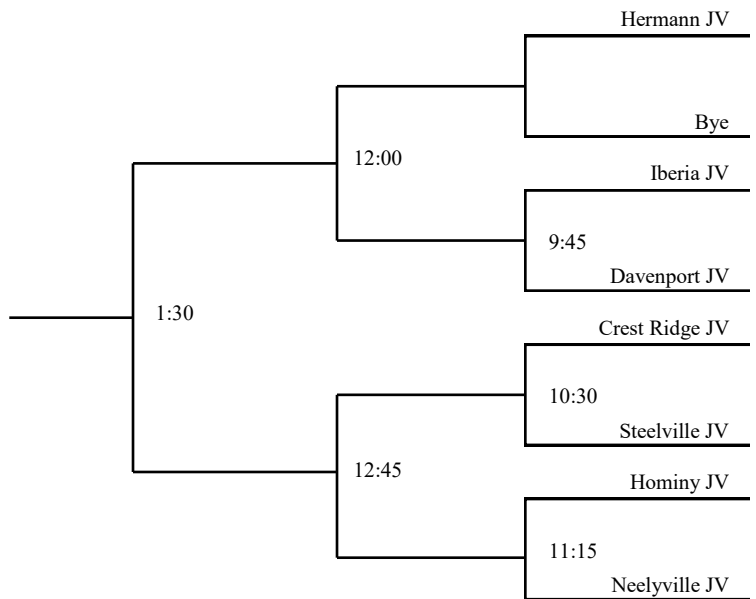 Hermann JV
Bye
12:00
Iberia JV
9:45
Davenport JV
1:30
Crest Ridge JV
10:30
Steelville JV
12:45
Hominy JV
11:15
Neelyville JV